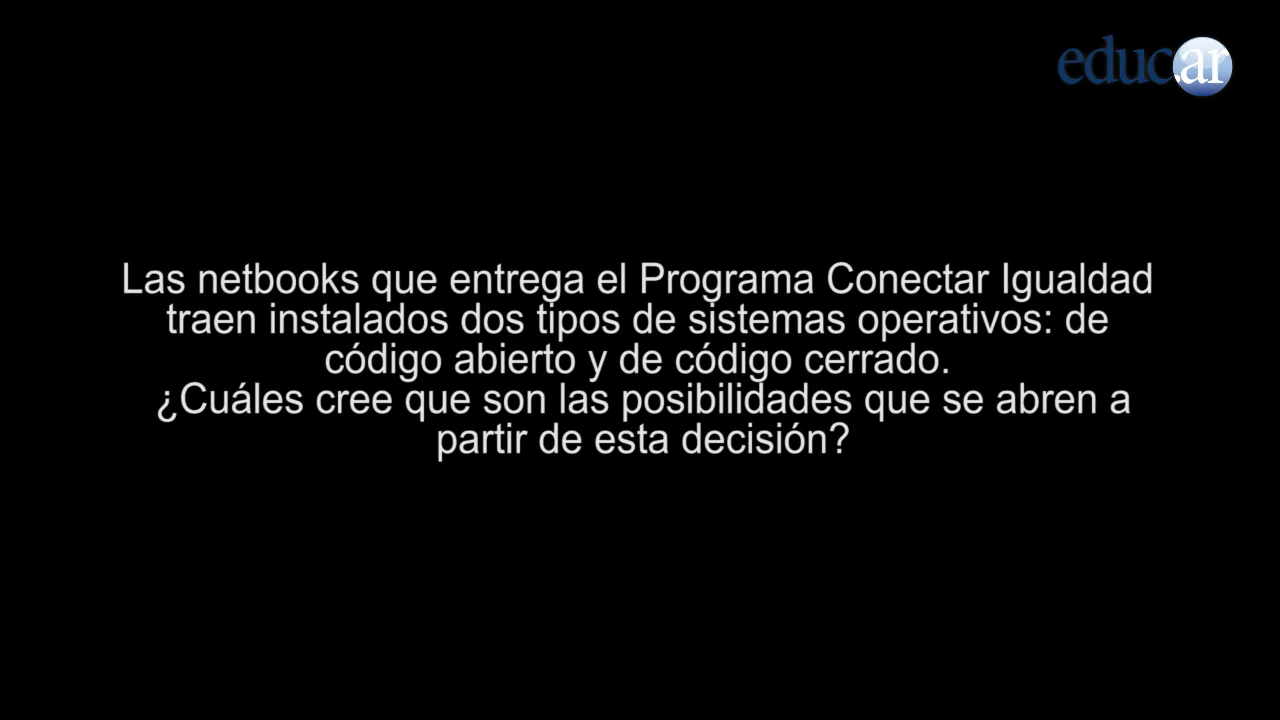 educ.ar
Las netbooks que entrega el Programa Conectar Igualdad
traen instalados dos tipos de sistemas operativos: de
código abierto y de código cerrado.
¿Cuáles cree que son las posibilidades que se abren a
partir de esta decisión?